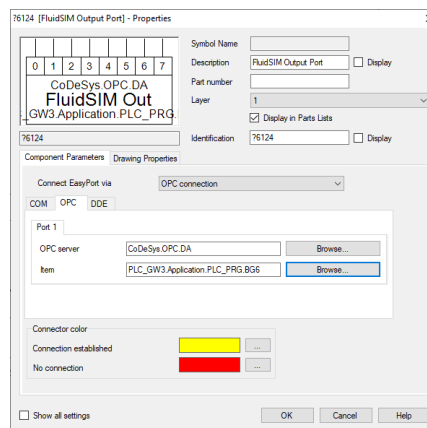 ?6124 [FluidSIM Output Port] - Properties
0 1 2 3 4 5 6 7
CoDeSys.OPC.DA
FluidSIM Out
_GW3.Application.PLC_PRG.
?6124
Symbol Name
Description FluidSIM Output Port Display
Part number
Layer 1
Display in Parts Lists
Identification ?6124 Display
Component Parameters Drawing Properties
Connect EasyPort via OPC connection
COM OPC DDE
Port 1
OPC server CoDeSys.OPC.DA Browse...
Item PLC_GW3.Application.PLC_PRG.BG6 Browse...
Connector color
Connection established ...
No connection ...
Show all settings OK Cancel Help